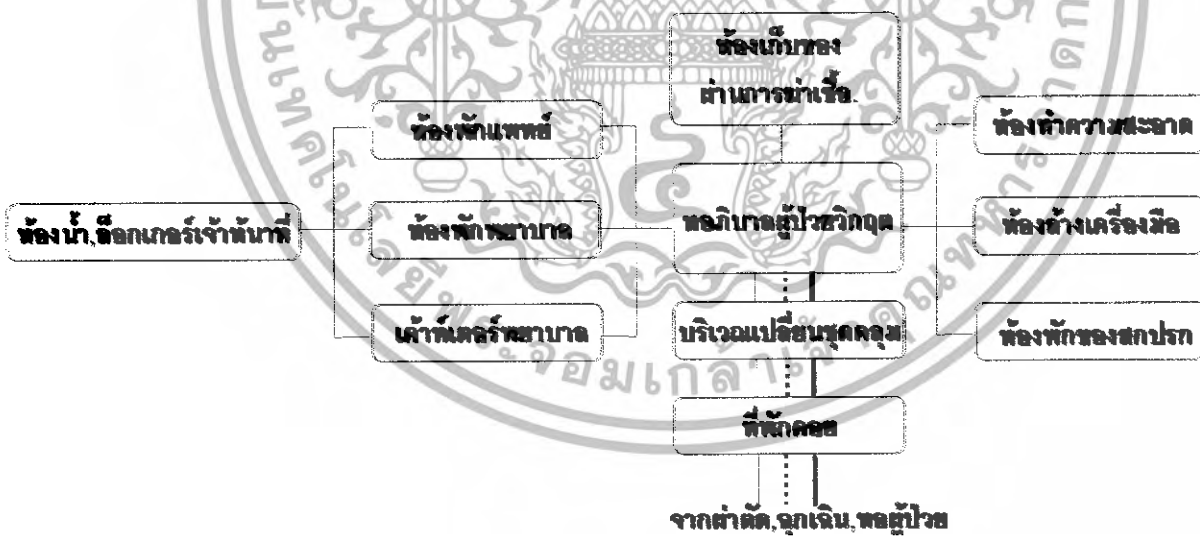 ห้องเก็บของ
ผ่านการฆ่าเชื้อ
ห้องพักแพทย์
ห้องทำความสะอาด
ห้องน้ำ,ล็อกเกอร์เจ้าหน้าที่
ห้องพักพยาบาล
หออภิบาลผู้ป่วยวิกฤต
ห้องล้างเครื่องมือ
เค้าท์เตอร์พยาบาล
บริเวณเปลี่ยนชุดคลุม
ห้องพักของสกปรก
ที่พักคอย
จากผ่าตัด,ฉุกเฉิน,หอผู้ป่วย